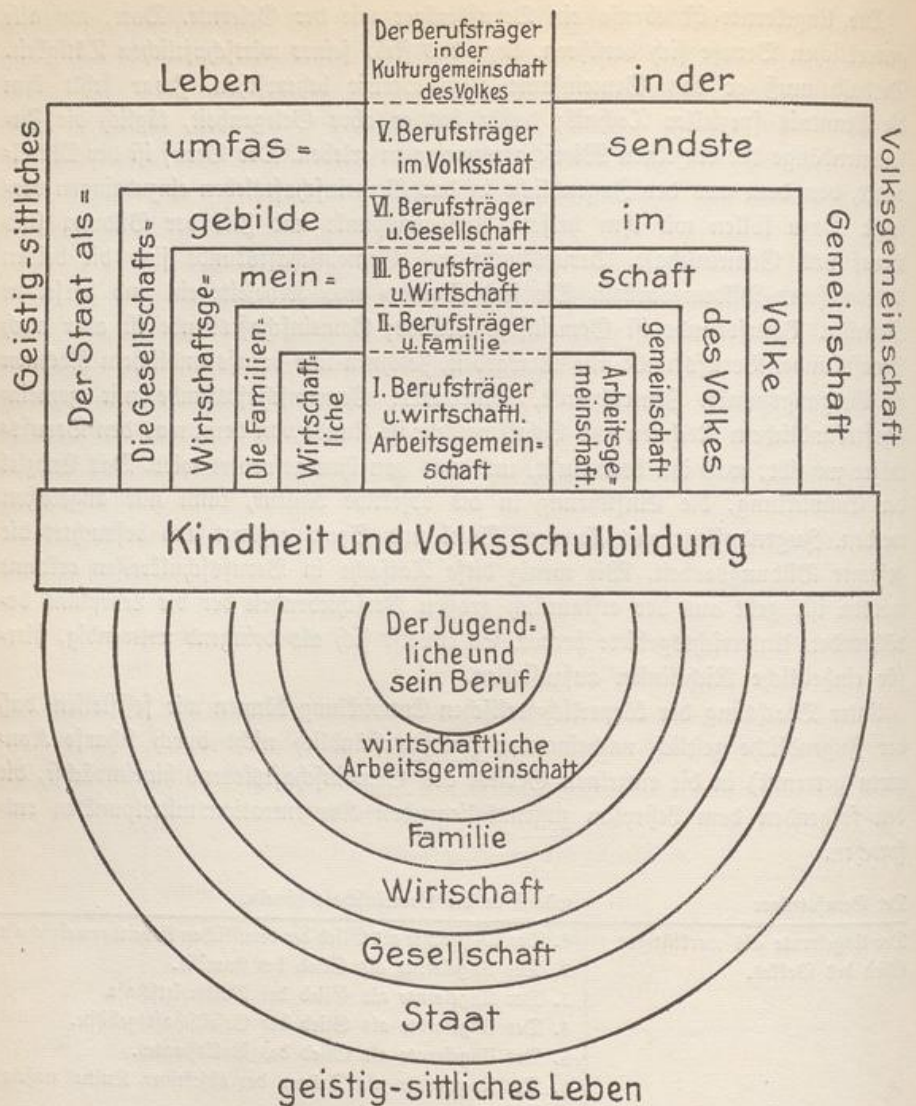 Der Berufsträger
in der
Kulturgemeinschaft
des Volkes
Geistig-sittliches
Leben
in der
Volksgemeinschaft
Der Staat als=
umfas=
V. Berufsträger
im Volksstaat
sendste
Gemeinschaft
Die Gesellschafts=
gebilde
VI. Berufsträger
u. Gesellschaft
im
Volke
Wirtschaftsge=
mein=
III. Berufsträger
u. Wirtschaft
schaft
des Volkes
Die Familien=
II. Berufsträger
u. Familie
gemeinschaft
Wirtschaft=
liche
I. Berufsträger
u. wirtschaftl.
Arbeitsgemein=
schaft
Arbeitsge=
meinschaft.
Kindheit und Volksschulbildung
Der Jugend=
liche und
sein Beruf
wirtschaftliche
Arbeitsgemeinschaft
Familie
Wirtschaft
Gesellschaft
Staat
geistig-sittliches Leben